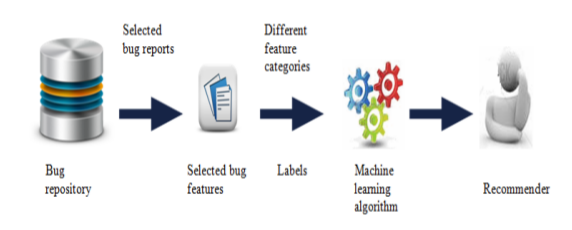 Selected
bug reports
Different
feature
categories
Bug
repository
Selected bug
features
Labels
Machine
learning
algorithm
Recommender